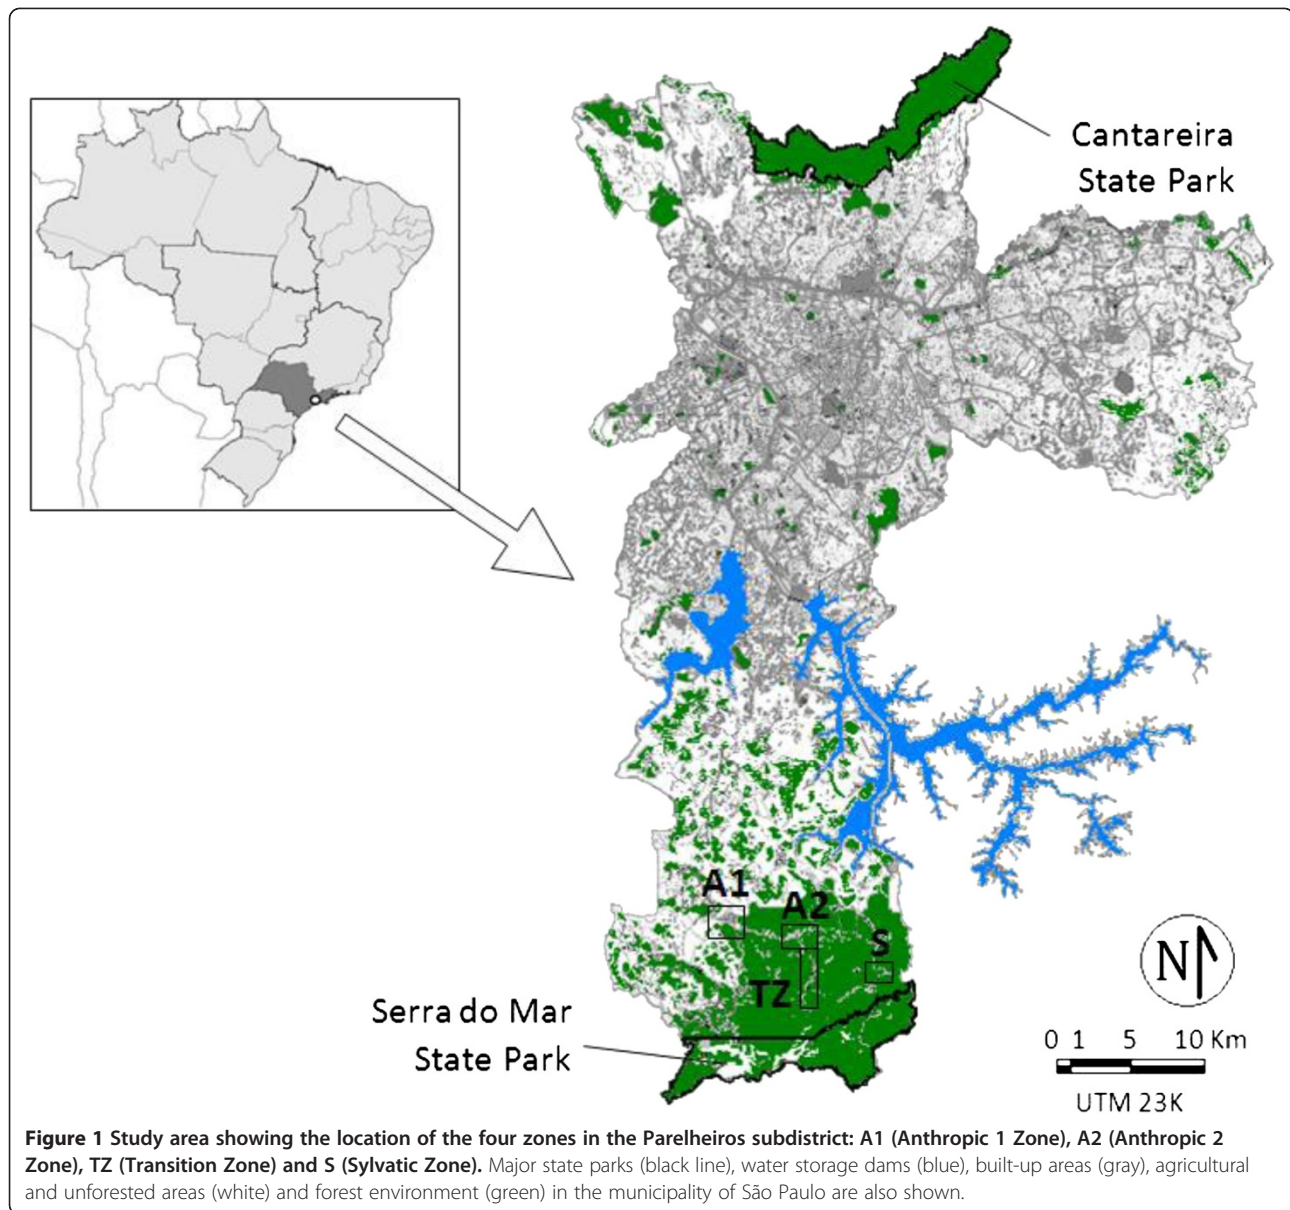 Cantareira
State Park
A1
A2
S
TZ
N
Serra do Mar
State Park
0 1 5 10 Km
UTM 23K
Figure 1 Study area showing the location of the four zones in the Parelheiros subdistrict: A1 (Anthropic 1 Zone), A2 (Anthropic 2
Zone), TZ (Transition Zone) and S (Sylvatic Zone). Major state parks (black line), water storage dams (blue), built-up areas (gray), agricultural
and unforested areas (white) and forest environment (green) in the municipality of São Paulo are also shown.